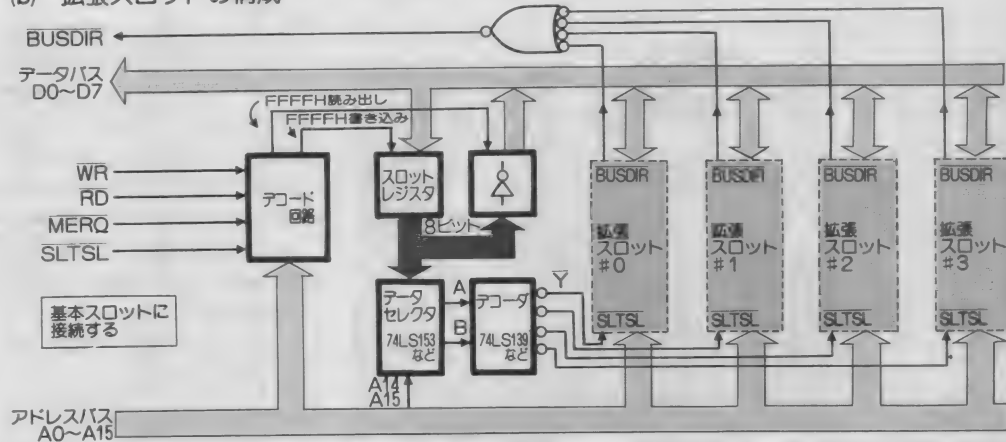 (b) 拡張スロットの構成
BUSDIR
データバス
D0～D7
FFFFH読み出し
FFFFH書き込み
WR
RD
MERQ
SLTSL
デコード
回路
スロット
レジスタ
8ビット
基本スロットに
接続する
データ
セレクタ
74LS153
など
A
B
デコーダ
74LS139
など
Y
A14
A15
BUSDIR
拡張
スロット
#0
SLTSL
BUSDIR
拡張
スロット
#1
SLTSL
BUSDIR
拡張
スロット
#2
SLTSL
BUSDIR
拡張
スロット
#3
SLTSL
アドレスバス
A0～A15